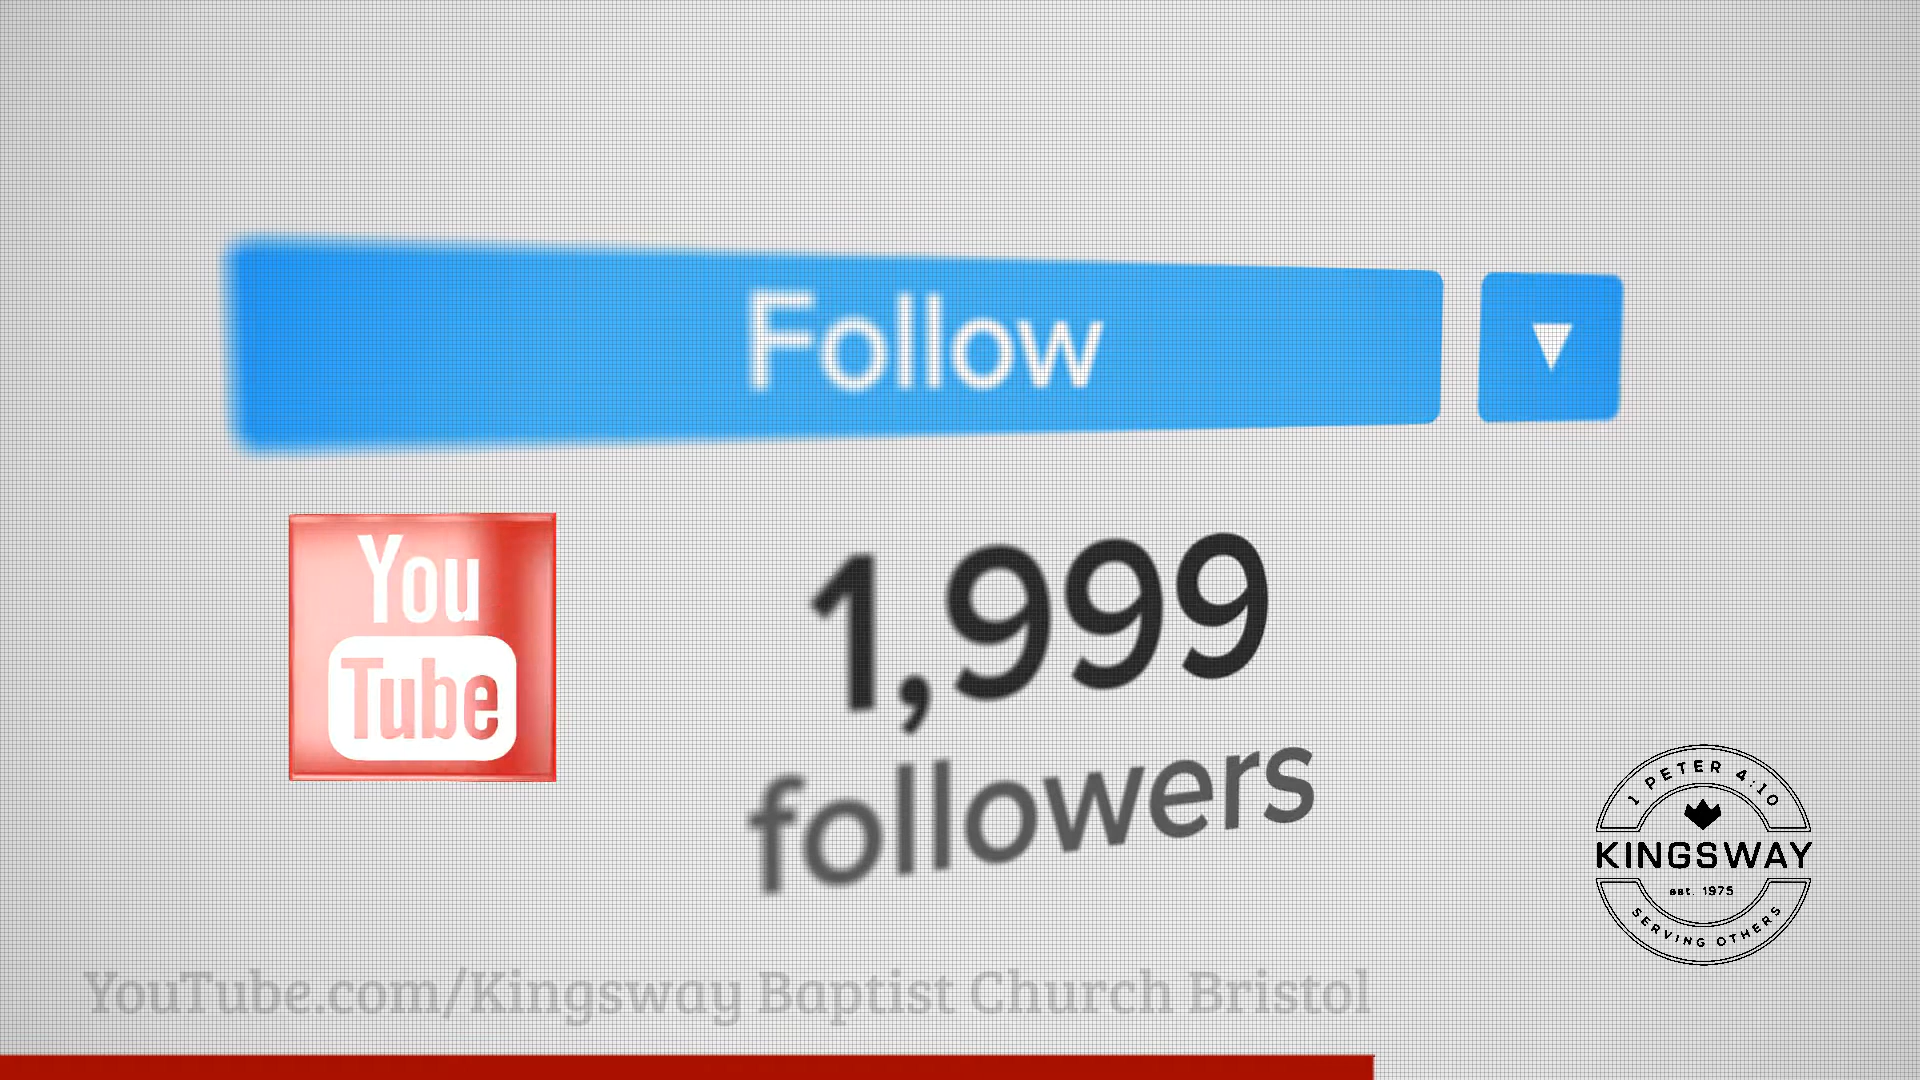 Follow
▼
You
Tube
1,999
followers
1 PETER 4:10
KINGSWAY
est. 1975
SERVING OTHERS
YouTube.com/Kingsway Baptist Church Bristol